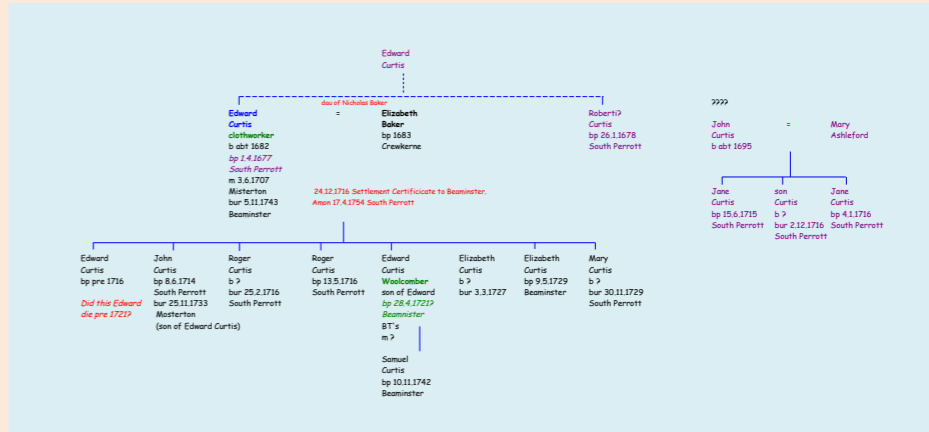 Edward
Curtis
dau of Nicholas Baker
Edward
Curtis
clothworker
b abt 1682
bp 1.4.1677
South Perrott
m 3.6.1707
Misterton
bur 5.11.1743
Beaminster
=
Elizabeth
Baker
bp 1683
Crewkerne
24.12.1716 Settlement Certificicate to Beaminster.
Amon 17.4.1754 South Perrott
Roberti?
Curtis
bp 26.1.1678
South Perrott
????
John
Curtis
b abt 1695
=
Mary
Ashleford
Jane
Curtis
bp 15.6.1715
South Perrott
son
Curtis
b ?
bur 2.12.1716
South Perrott
Jane
Curtis
bp 4.1.1716
South Perrott
Edward
Curtis
bp pre 1716
Did this Edward
die pre 1721?
John
Curtis
bp 8.6.1714
South Perrott
bur 25.11.1733
Mosterton
(son of Edward Curtis)
Roger
Curtis
b ?
bur 25.2.1716
South Perrott
Roger
Curtis
bp 13.5.1716
South Perrott
Edward
Curtis
Woolcomber
son of Edward
bp 28.4.1721?
Beamnister
BT's
m ?
Samuel
Curtis
bp 10.11.1742
Beaminster
Elizabeth
Curtis
b ?
bur 3.3.1727
Elizabeth
Curtis
bp 9.5.1729
Beaminster
Mary
Curtis
b ?
bur 30.11.1729
South Perrott